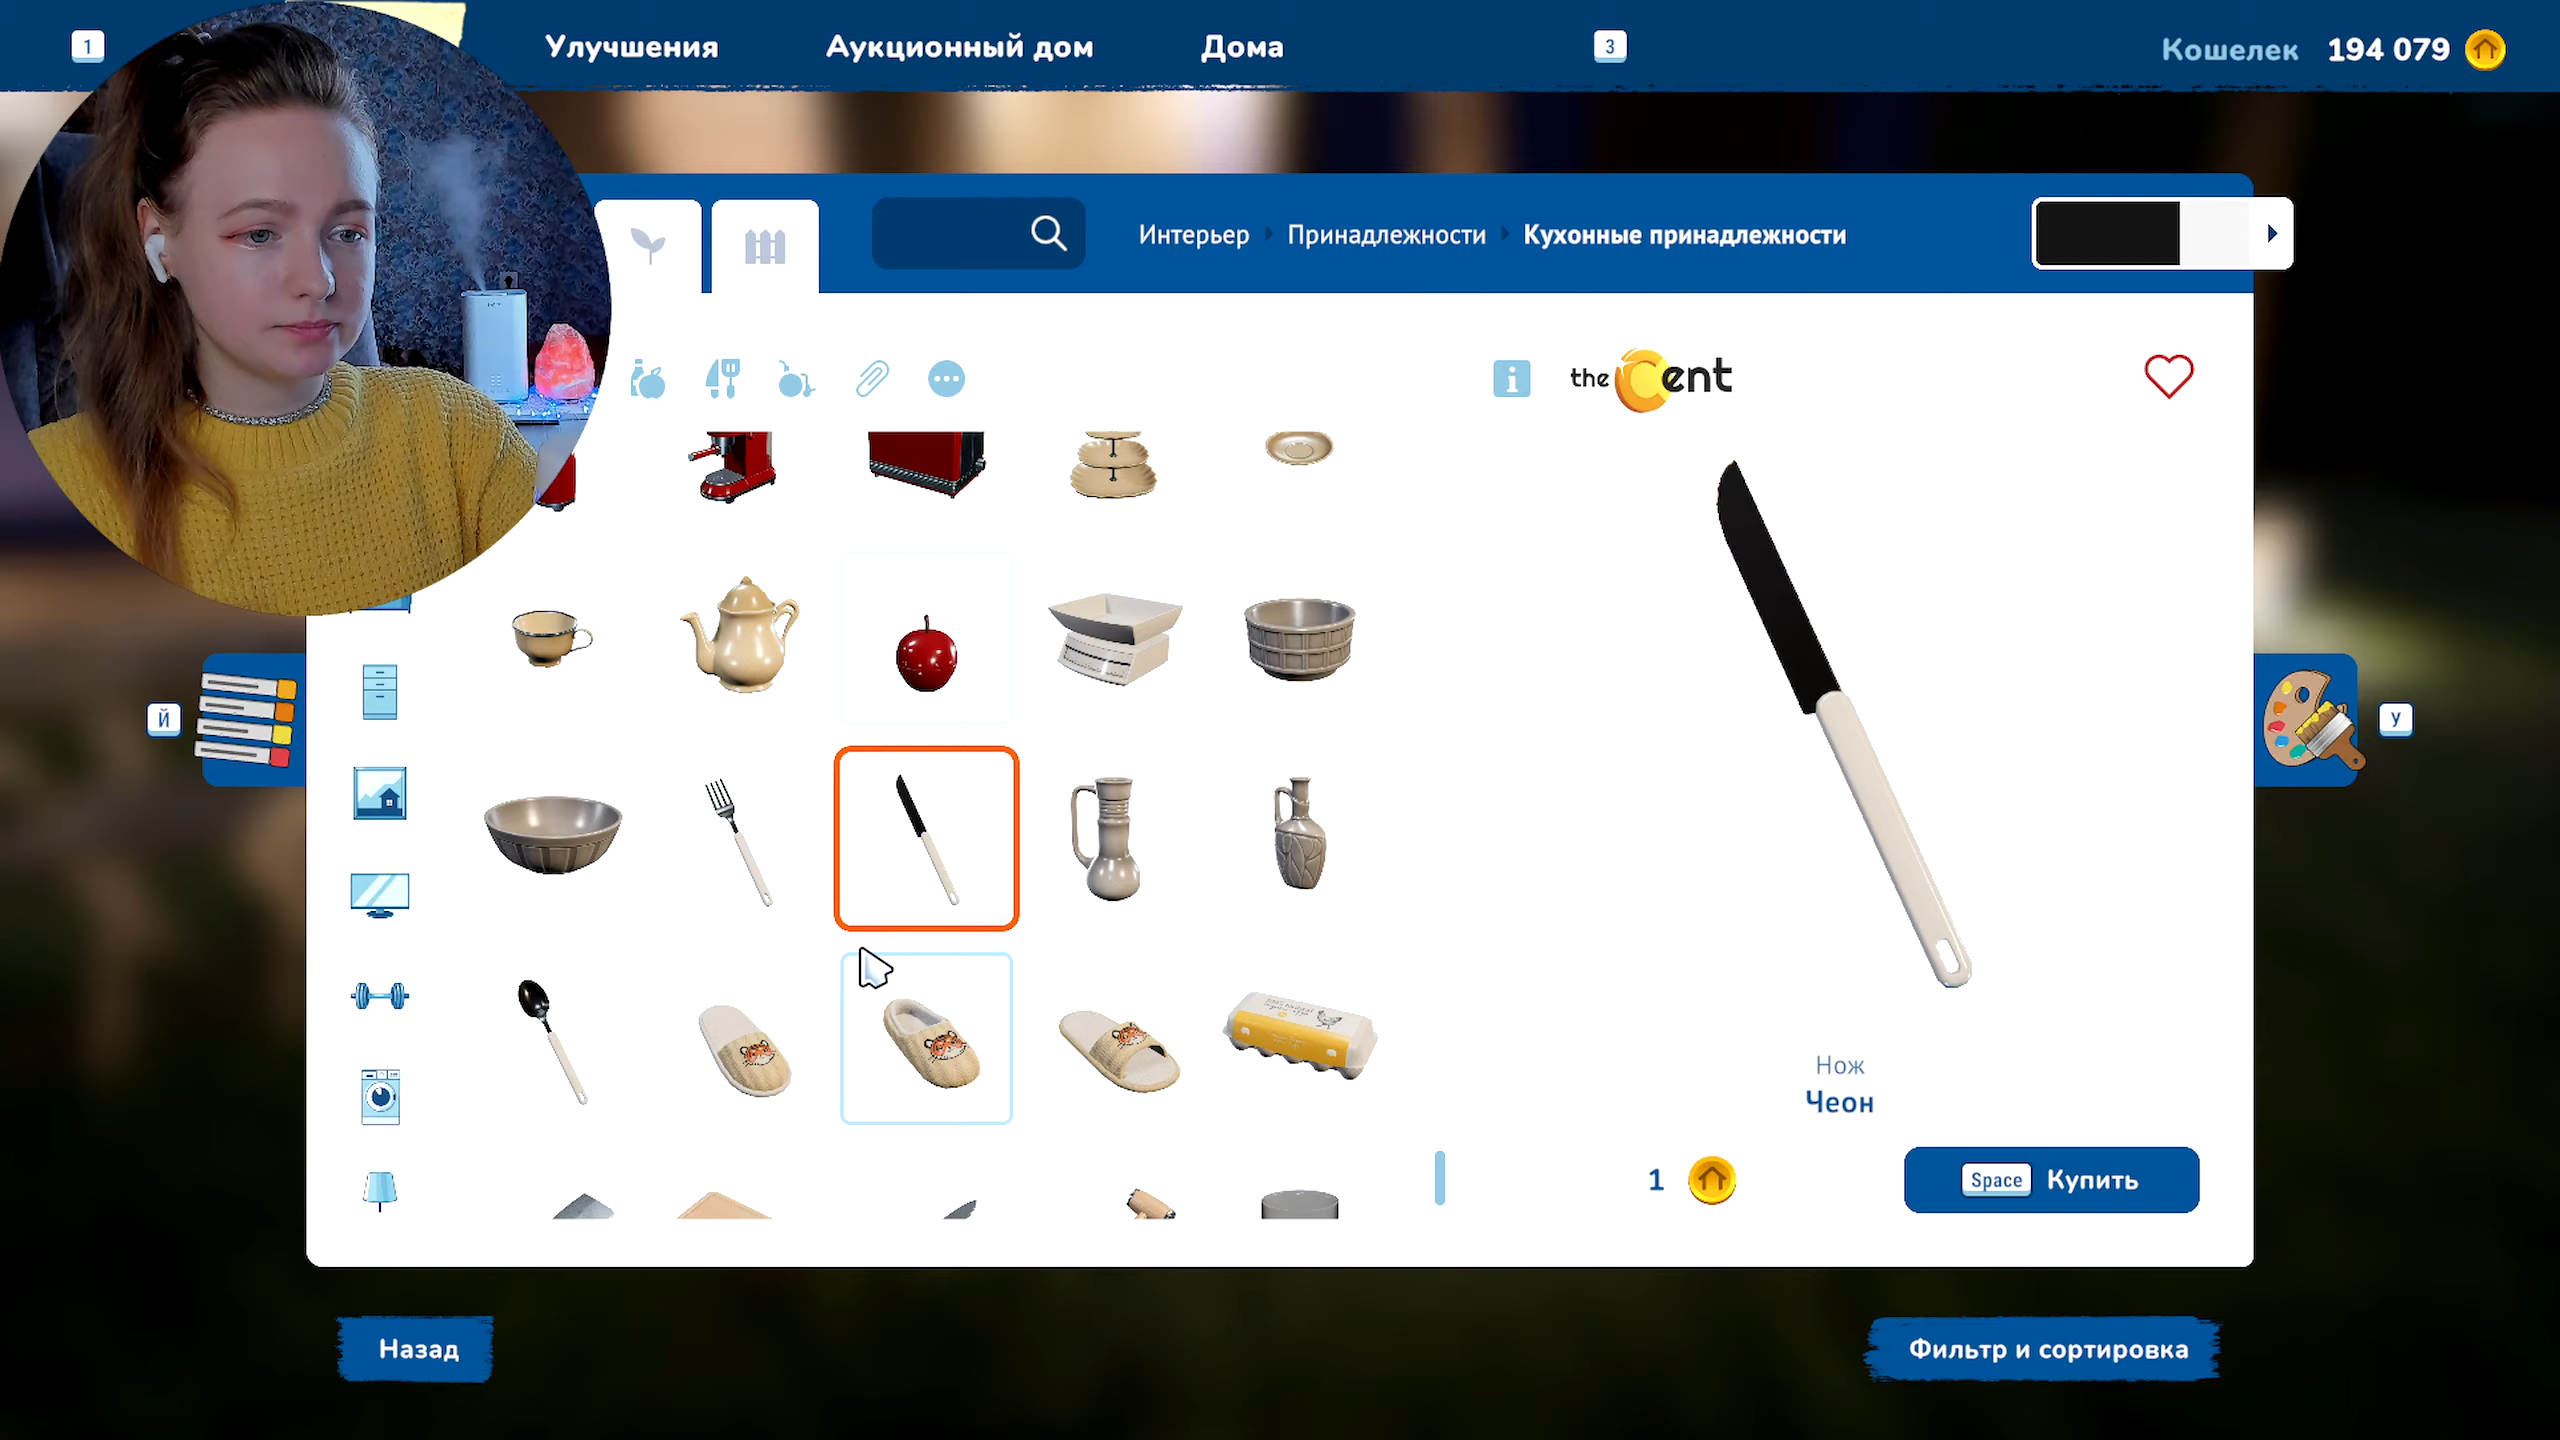 1
Улучшения
Аукционный дом
Дома
3
Кошелек 194 079
Интерьер
Принадлежности
Кухонные принадлежности
i
the Cent
Й
У
Нож
Чеон
1
Space Купить
Назад
Фильтр и сортировка